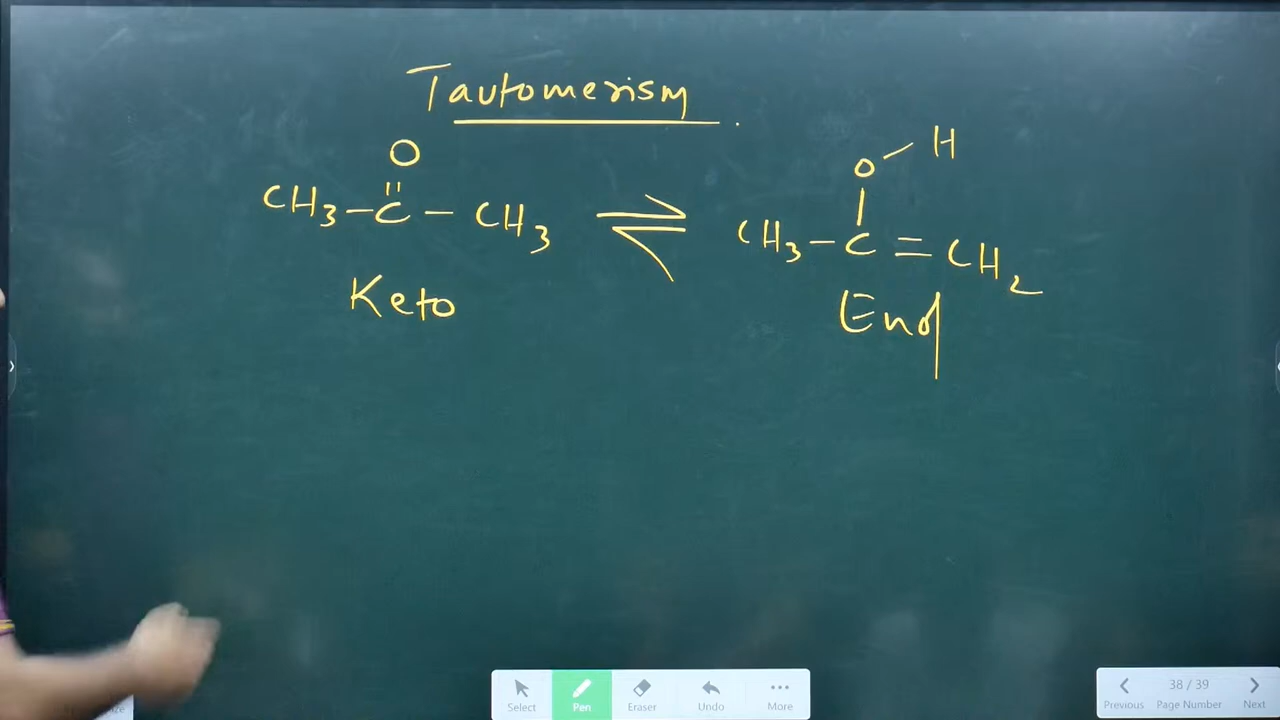 Tautomerism
O
CH3–C–CH3 ⇌ CH3–C=CH2
O–H
Keto
Enol
Select Pen Eraser Undo More
38 / 39
Previous Page Number Next